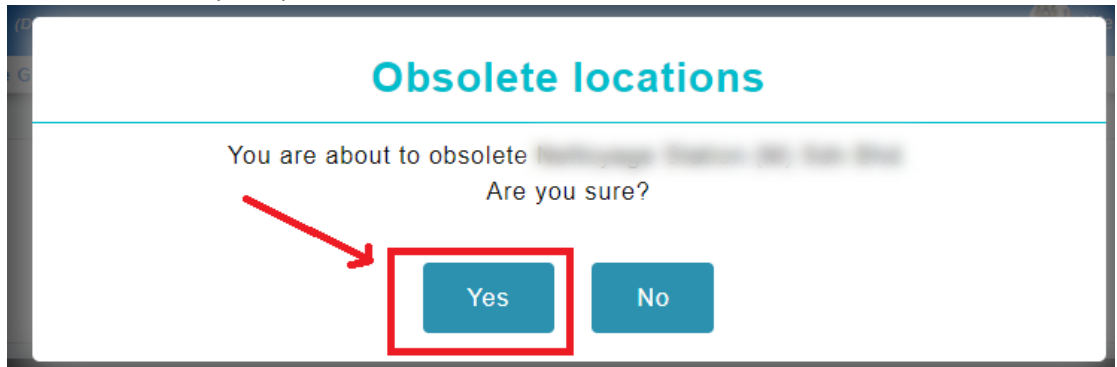 Obsolete locations
You are about to obsolete
Are you sure?
Yes
No